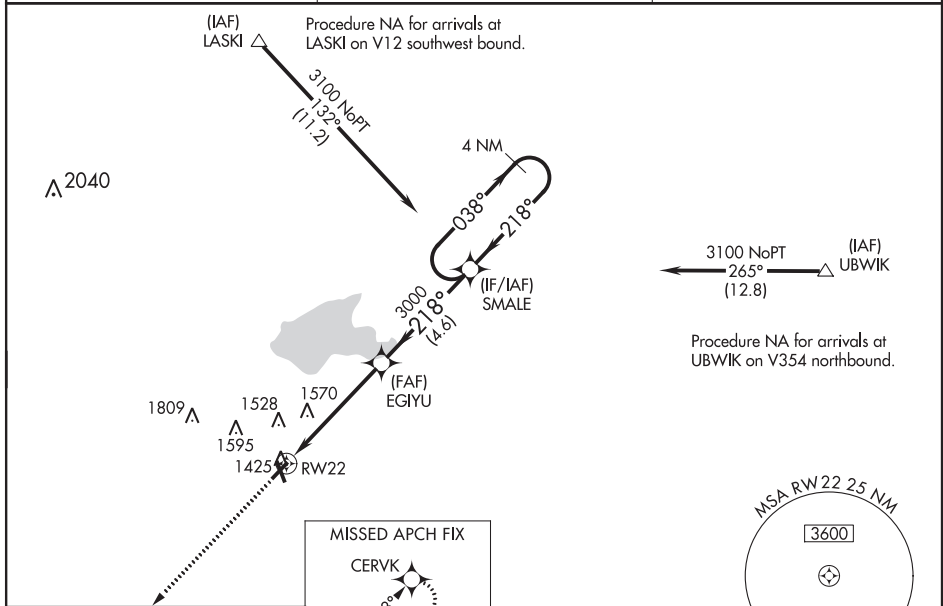 (IAF)
LASKI
Procedure NA for arrivals at
LASKI on V12 southwest bound.
3100 NoPT
132°
(11.2)
4 NM
2040
038°
218°
3100 NoPT
265°
(12.8)
(IAF)
UBWIK
(IF/IAF)
SMALE
3000
218°
(4.6)
Procedure NA for arrivals at
UBWIK on V354 northbound.
(FAF)
EGIYU
1809
1528
1570
1595
1425
RW22
MSA RW22 25 NM
3600
MISSED APCH FIX
CERVK